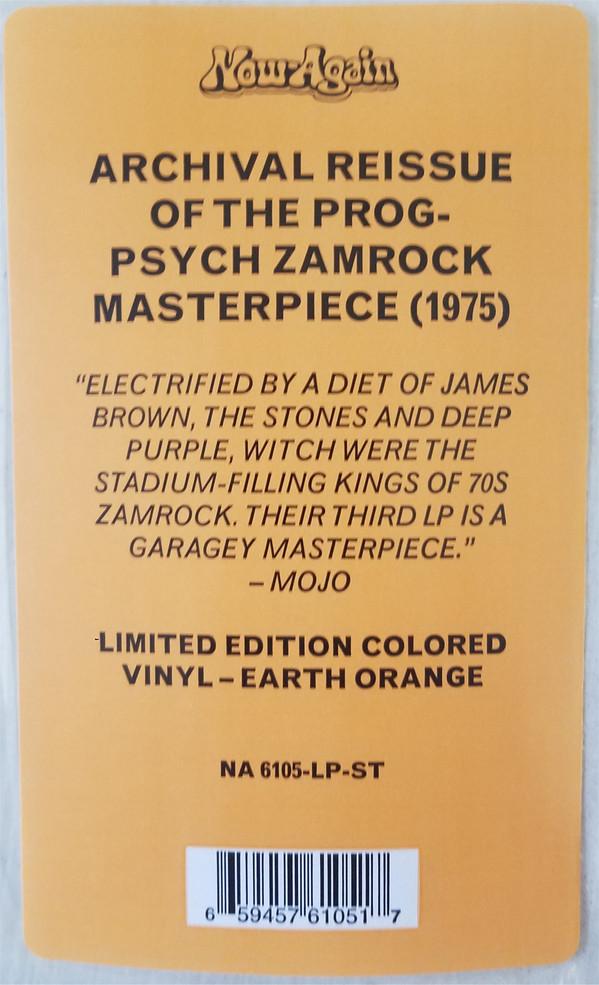 Now-Again
ARCHIVAL REISSUE
OF THE PROG-
PSYCH ZAMROCK
MASTERPIECE (1975)
“ELECTRIFIED BY A DIET OF JAMES
BROWN, THE STONES AND DEEP
PURPLE, WITCH WERE THE
STADIUM-FILLING KINGS OF 70S
ZAMROCK. THEIR THIRD LP IS A
GARAGEY MASTERPIECE.”
– MOJO
-LIMITED EDITION COLORED
VINYL – EARTH ORANGE
NA 6105-LP-ST
6 59457 61051 7